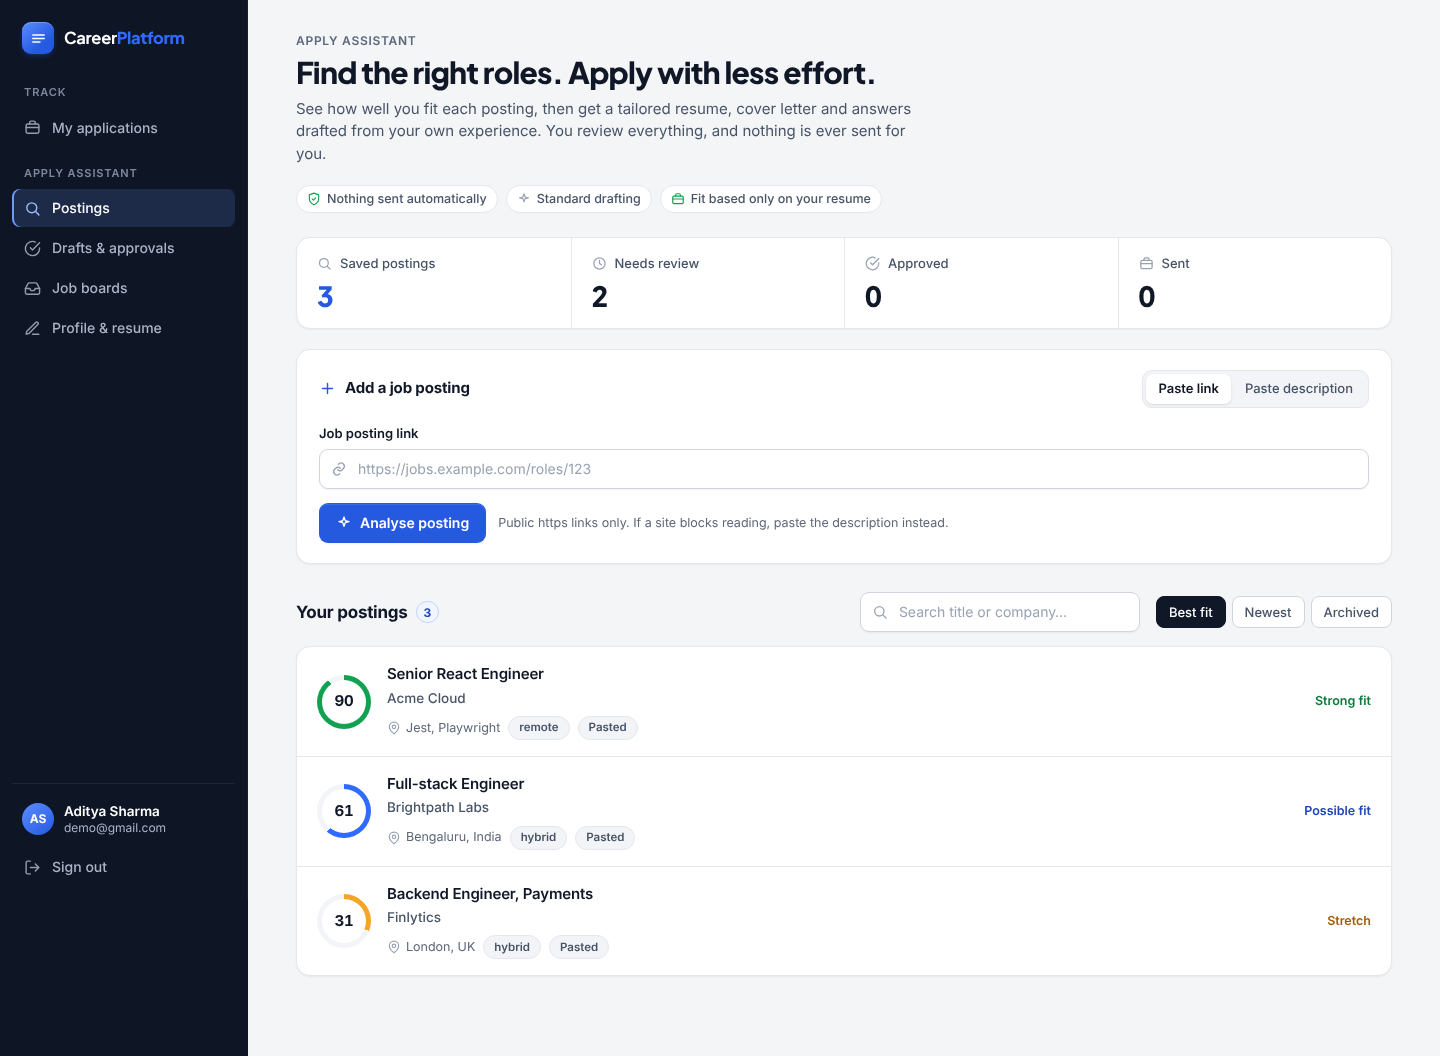 CareerPlatform
TRACK
My applications
APPLY ASSISTANT
Postings
Drafts & approvals
Job boards
Profile & resume
AS
Aditya Sharma
demo@gmail.com
Sign out
APPLY ASSISTANT
Find the right roles. Apply with less effort.
See how well you fit each posting, then get a tailored resume, cover letter and answers
drafted from your own experience. You review everything, and nothing is ever sent for
you.
Nothing sent automatically
Standard drafting
Fit based only on your resume
Saved postings
3
Needs review
2
Approved
0
Sent
0
Add a job posting
Paste link
Paste description
Job posting link
https://jobs.example.com/roles/123
Analyse posting
Public https links only. If a site blocks reading, paste the description instead.
Your postings 3
Search title or company...
Best fit
Newest
Archived
90
Senior React Engineer
Acme Cloud
Jest, Playwright remote Pasted
Strong fit
61
Full-stack Engineer
Brightpath Labs
Bengaluru, India hybrid Pasted
Possible fit
31
Backend Engineer, Payments
Finlytics
London, UK hybrid Pasted
Stretch